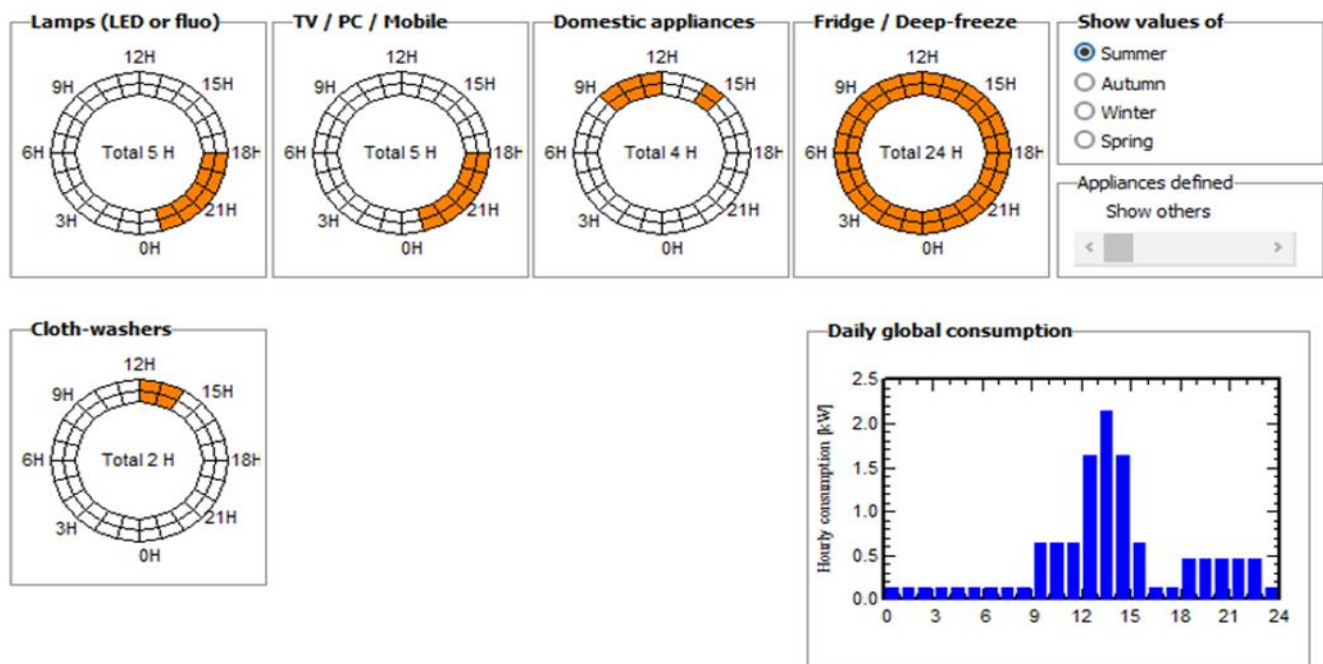 Lamps (LED or fluo)
12H
9H
15H
6H
Total 5 H
18H
3H
21H
0H
TV / PC / Mobile
12H
9H
15H
6H
Total 5 H
18H
3H
21H
0H
Domestic appliances
12H
9H
15H
6H
Total 4 H
18H
3H
21H
0H
Fridge / Deep-freeze
12H
9H
15H
6H
Total 24 H
18H
3H
21H
0H
Show values of
Summer
Autumn
Winter
Spring
Appliances defined
Show others
Cloth-washers
12H
9H
15H
6H
Total 2 H
18H
3H
21H
0H
Daily global consumption
Hourly consumption [kW]
2.5
2.0
1.5
1.0
0.5
0.0
0 3 6 9 12 15 18 21 24